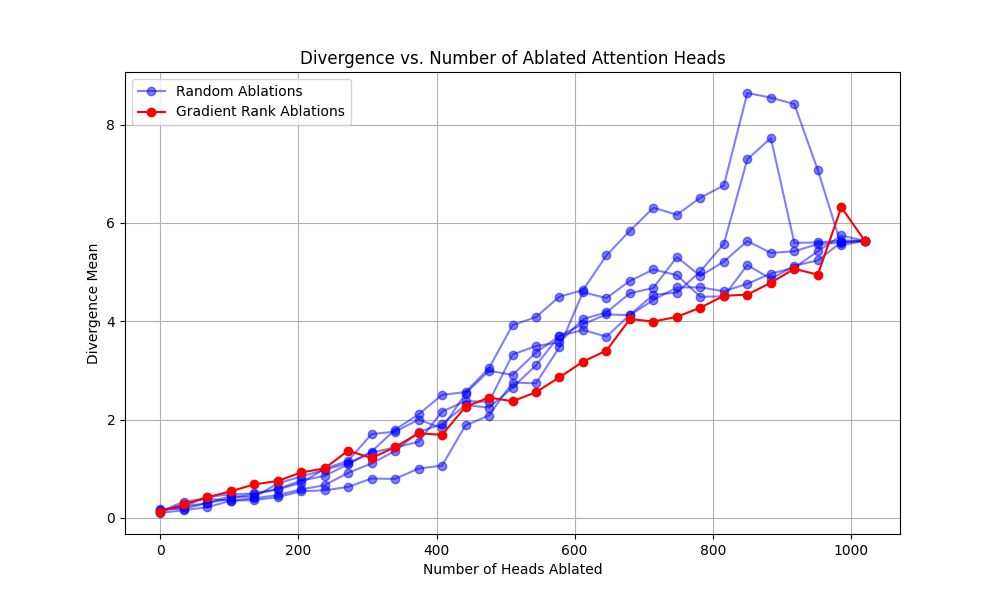 Divergence vs. Number of Ablated Attention Heads
Random Ablations
Gradient Rank Ablations
8
6
4
2
0
Divergence Mean
0 200 400 600 800 1000
Number of Heads Ablated